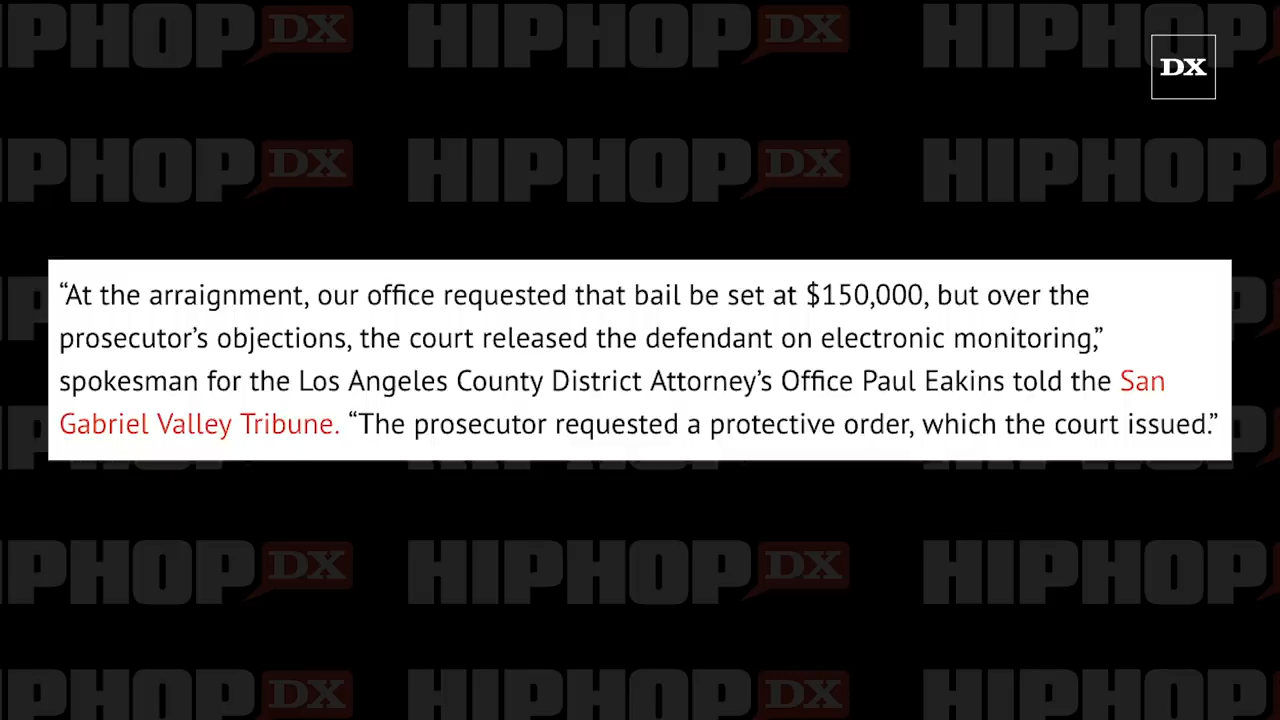 HIPHOP DX
DX
“At the arraignment, our office requested that bail be set at $150,000, but over the
prosecutor’s objections, the court released the defendant on electronic monitoring,”
spokesman for the Los Angeles County District Attorney’s Office Paul Eakins told the San
Gabriel Valley Tribune. “The prosecutor requested a protective order, which the court issued.”